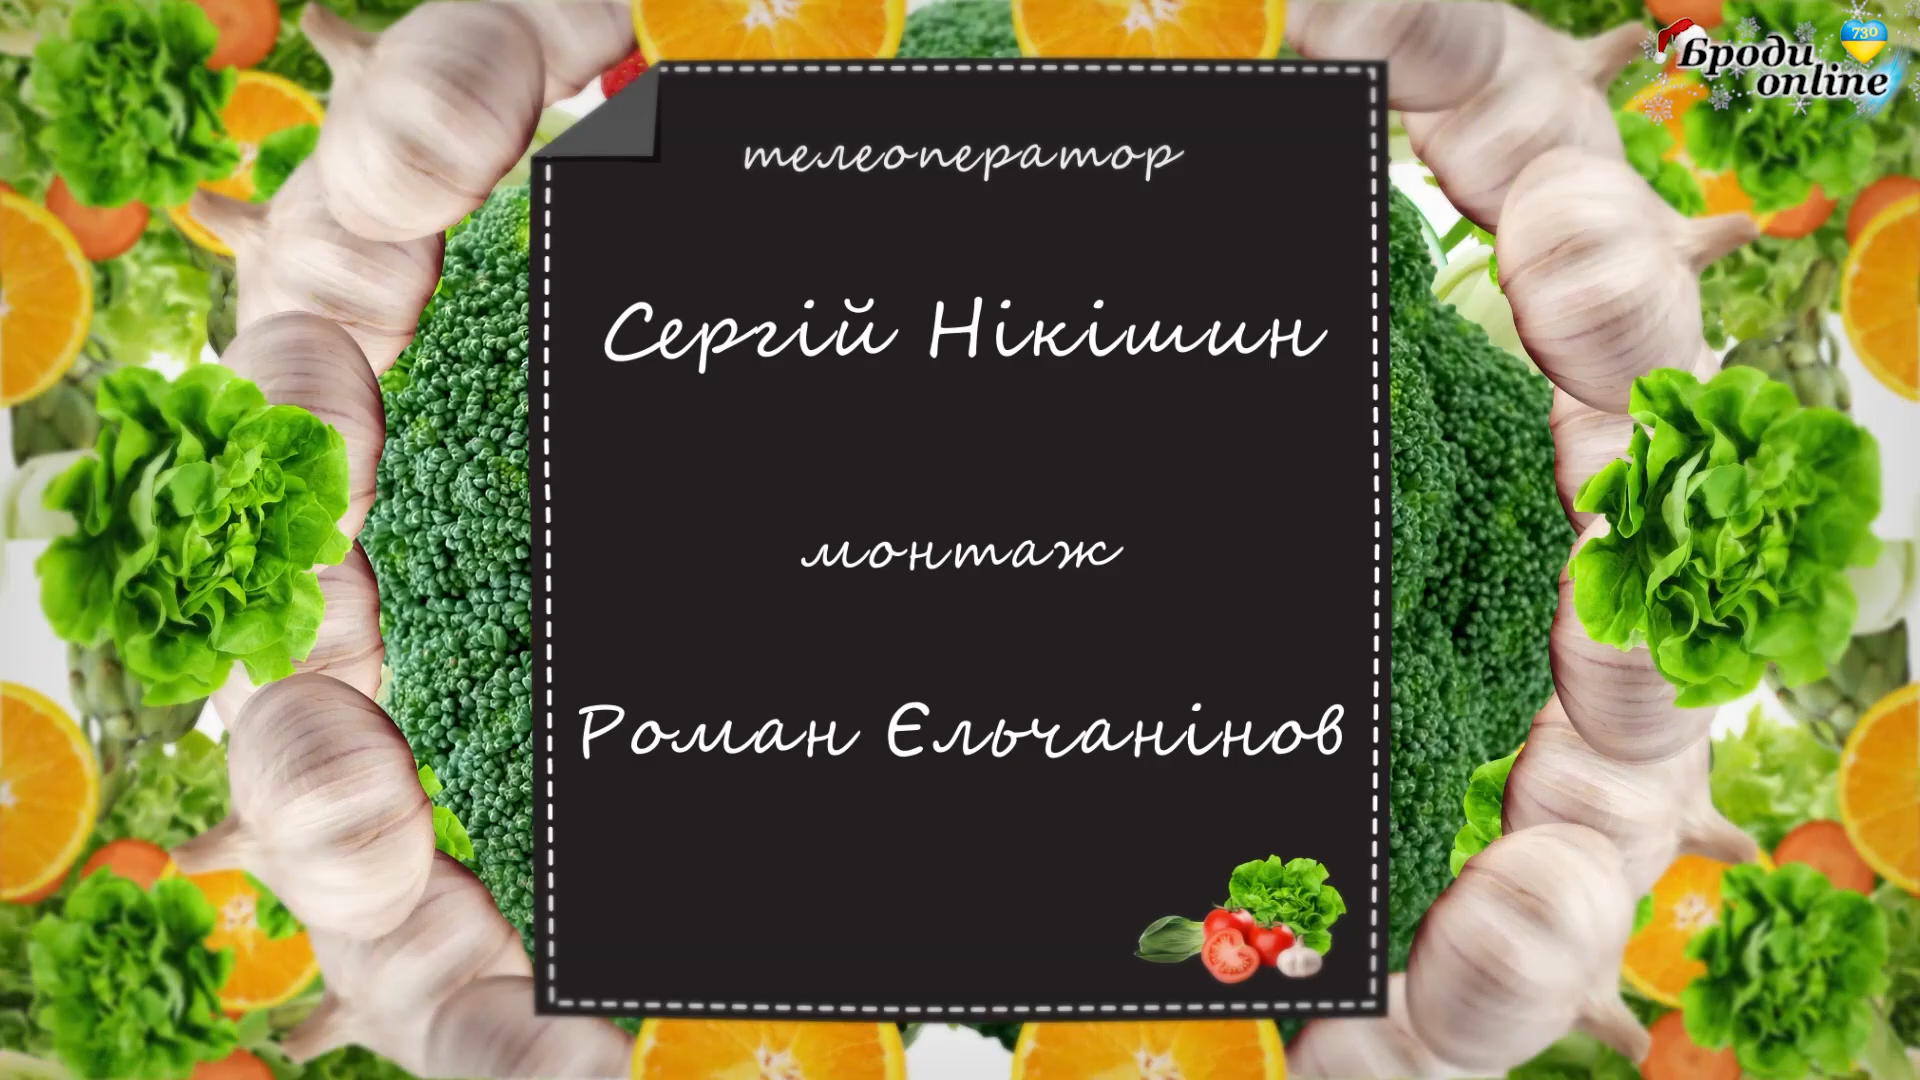 730
Броди
online
телеоператор
Сергій Нікішин
монтаж
Роман Єльчанінов